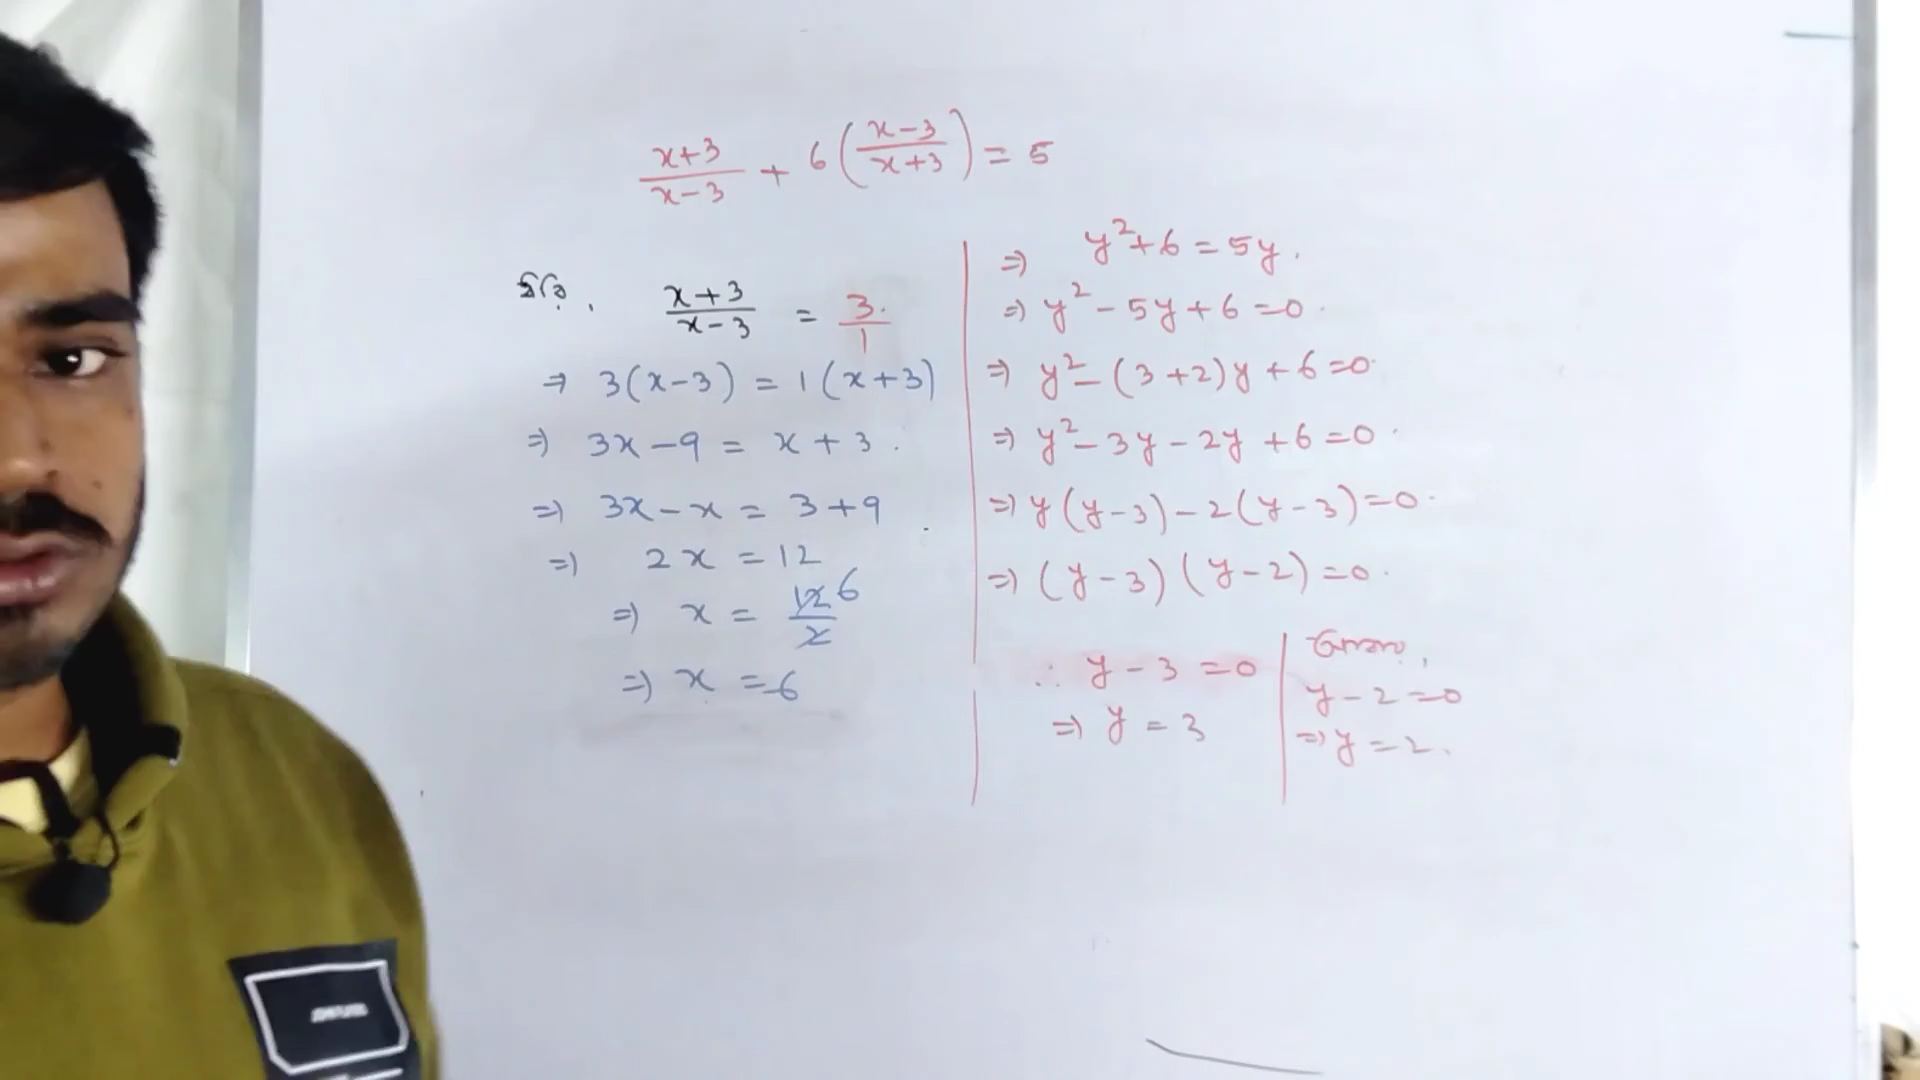 x+3/x-3 + 6(x-3/x+3) = 5
ধরি, x+3/x-3 = 3/1
⇒ 3(x-3) = 1(x+3)
⇒ 3x-9 = x+3.
⇒ 3x-x = 3+9
⇒ 2x = 12
⇒ x = 12/2 6
⇒ x = 6
⇒ y²+6 = 5y.
⇒ y²-5y+6=0.
⇒ y²-(3+2)y+6=0.
⇒ y²-3y-2y+6=0.
⇒ y(y-3)-2(y-3)=0.
⇒ (y-3)(y-2)=0.
∴ y-3=0
⇒ y=3
y-2=0
⇒ y=2.